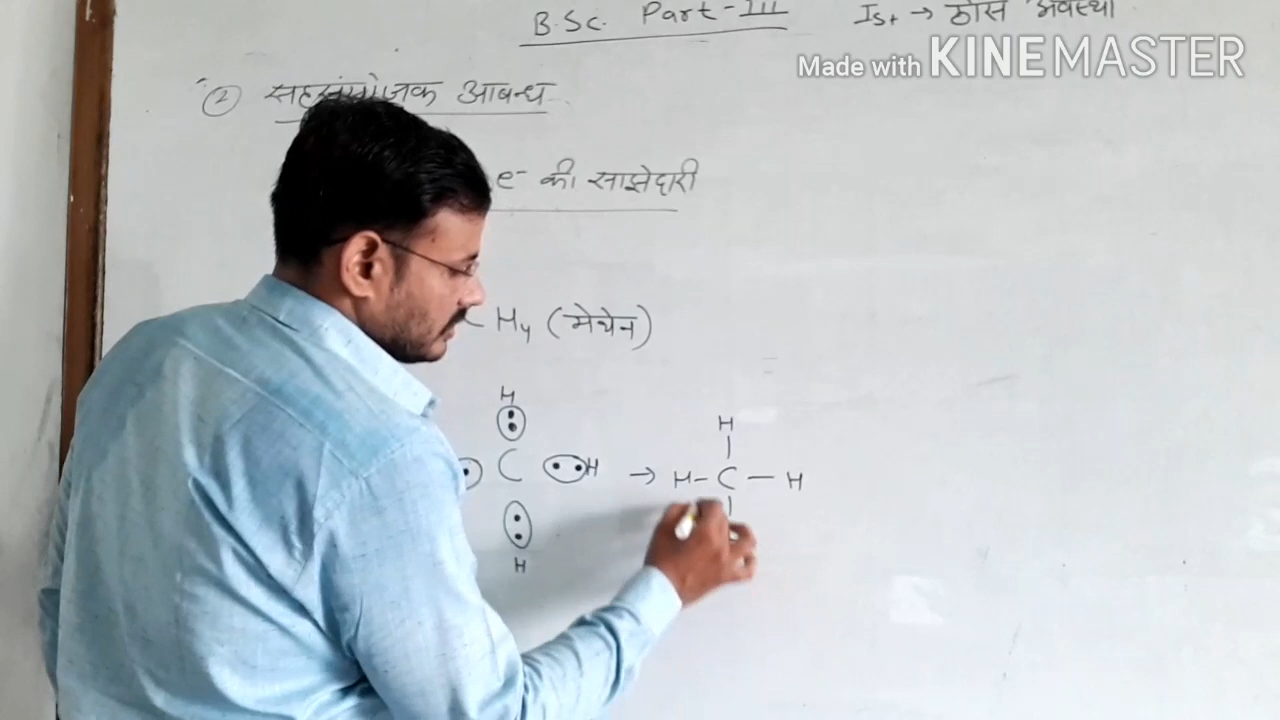 B.Sc. Part-III Ist → ठोस अवस्था
Made with KINEMASTER
② सहसंयोजक आबन्ध
e⁻ की साझेदारी
H₄ (मेथेन)
H
H
C H → H - C - H
H